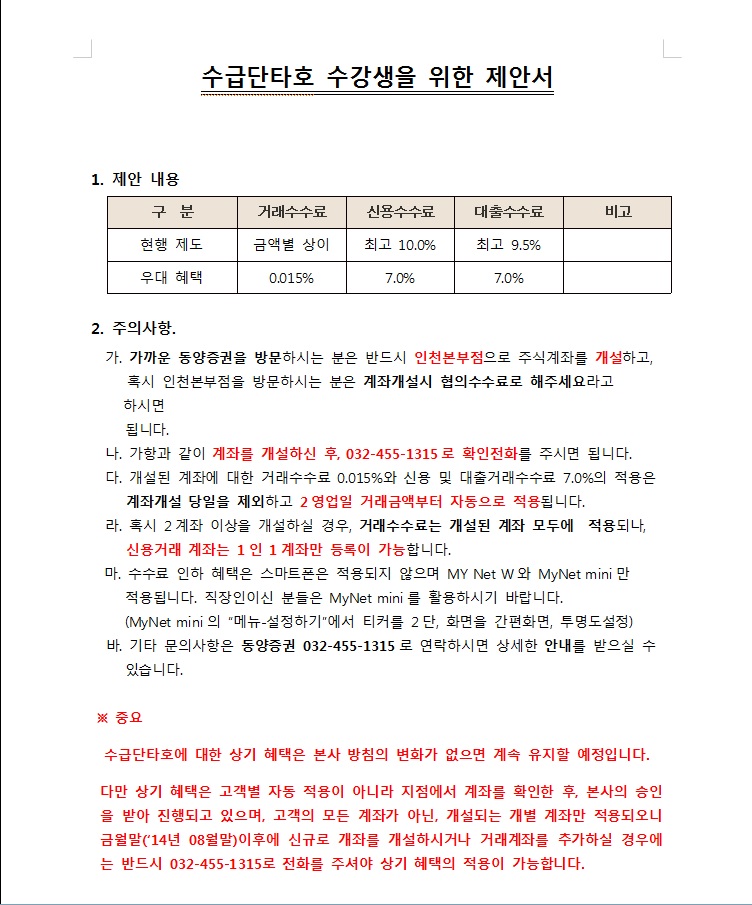 수급단타호 수강생을 위한 제안서
1. 제안 내용
구 분 거래수수료 신용수수료 대출수수료 비고
현행 제도 금액별 상이 최고 10.0% 최고 9.5%
우대 혜택 0.015% 7.0% 7.0%
2. 주의사항.
가. 가까운 동양증권을 방문하시는 분은 반드시 인천본부점으로 주식계좌를 개설하고,
혹시 인천본부점을 방문하시는 분은 계좌개설시 협의수수료로 해주세요라고
하시면
됩니다.
나. 가항과 같이 계좌를 개설하신 후, 032-455-1315로 확인전화를 주시면 됩니다.
다. 개설된 계좌에 대한 거래수수료 0.015%와 신용 및 대출거래수수료 7.0%의 적용은
계좌개설 당일을 제외하고 2영업일 거래금액부터 자동으로 적용됩니다.
라. 혹시 2계좌 이상을 개설하실 경우, 거래수수료는 개설된 계좌 모두에 적용되나,
신용거래 계좌는 1인 1계좌만 등록이 가능합니다.
마. 수수료 인하 혜택은 스마트폰은 적용되지 않으며 MY Net W와 MyNet mini만
적용됩니다. 직장인이신 분들은 MyNet mini를 활용하시기 바랍니다.
(MyNet mini의 “메뉴-설정하기”에서 티커를 2단, 화면을 간편화면, 투명도설정)
바. 기타 문의사항은 동양증권 032-455-1315로 연락하시면 상세한 안내를 받으실 수
있습니다.
※ 중요
수급단타호에 대한 상기 혜택은 본사 방침의 변화가 없으면 계속 유지할 예정입니다.
다만 상기 혜택은 고객별 자동 적용이 아니라 지점에서 계좌를 확인한 후, 본사의 승인
을 받아 진행되고 있으며, 고객의 모든 계좌가 아닌, 개설되는 개별 계좌만 적용되오니
금월말(‘14년 08월말)이후에 신규로 개좌를 개설하시거나 거래계좌를 추가하실 경우에
는 반드시 032-455-1315로 전화를 주셔야 상기 혜택의 적용이 가능합니다.